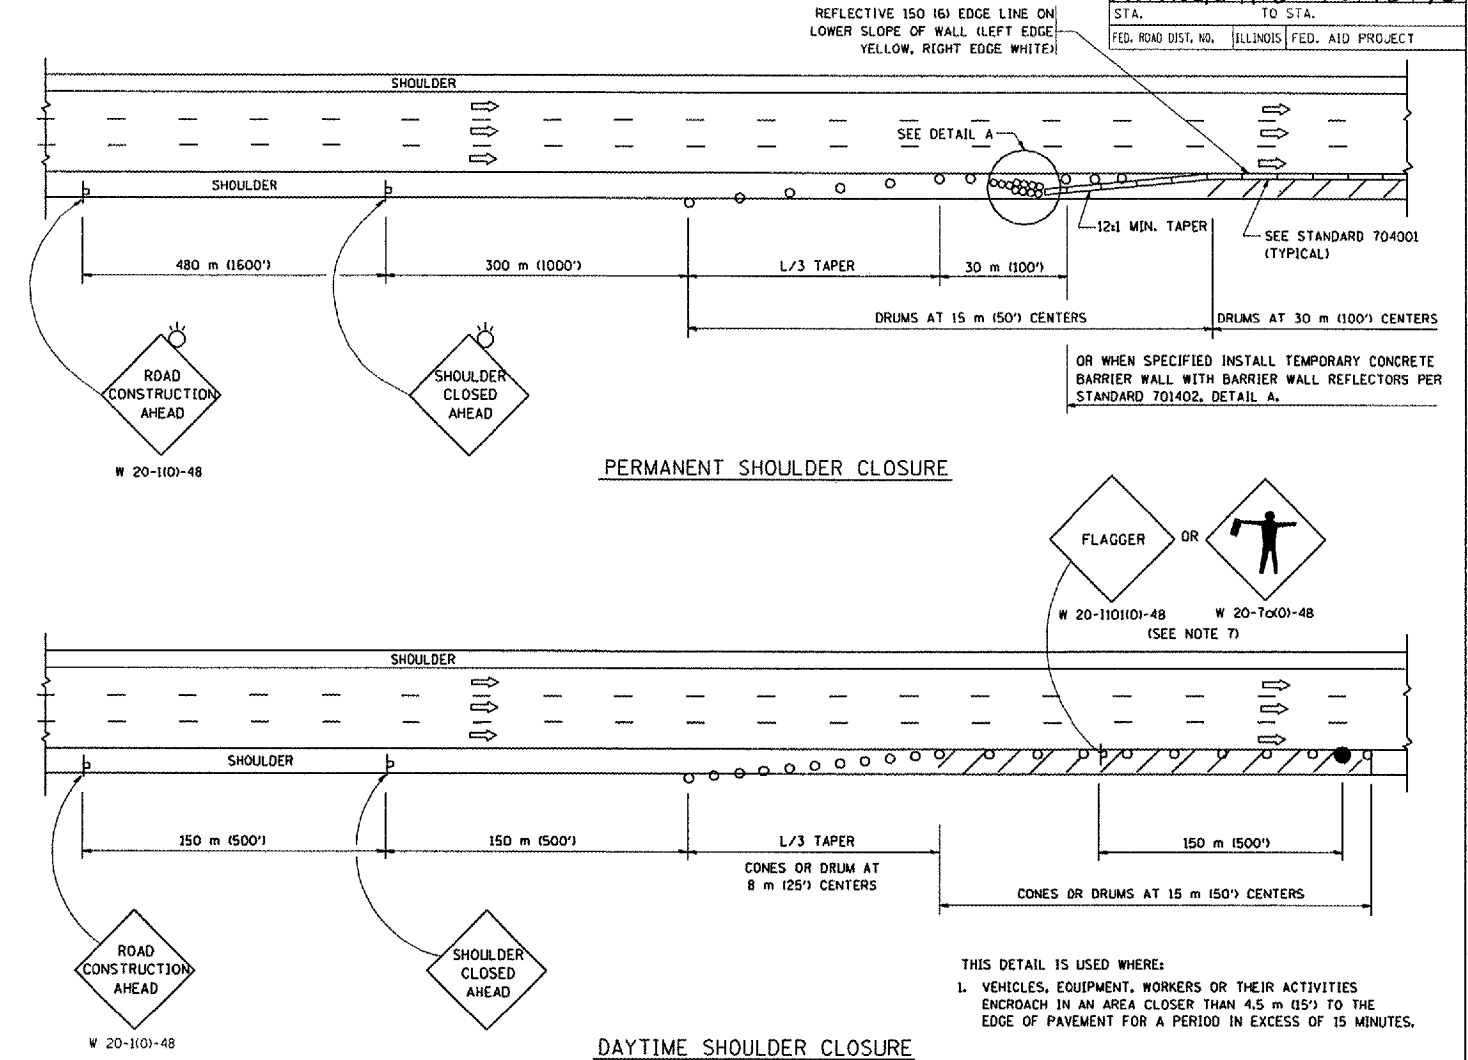 REFLECTIVE 150 (6) EDGE LINE ON
LOWER SLOPE OF WALL (LEFT EDGE
YELLOW, RIGHT EDGE WHITE)
STA. TO STA.
FED. ROAD DIST. NO. ILLINOIS FED. AID PROJECT
SHOULDER
SEE DETAIL A
SHOULDER
12:1 MIN. TAPER
SEE STANDARD 704001
(TYPICAL)
480 m (1600')
300 m (1000')
L/3 TAPER
30 m (100')
DRUMS AT 15 m (50') CENTERS
DRUMS AT 30 m (100') CENTERS
OR WHEN SPECIFIED INSTALL TEMPORARY CONCRETE
BARRIER WALL WITH BARRIER WALL REFLECTORS PER
STANDARD 701402, DETAIL A.
ROAD
CONSTRUCTION
AHEAD
W 20-1(O)-48
SHOULDER
CLOSED
AHEAD
PERMANENT SHOULDER CLOSURE
FLAGGER
OR
W 20-1101(O)-48
W 20-7a(O)-48
(SEE NOTE 7)
SHOULDER
SHOULDER
150 m (500')
150 m (500')
L/3 TAPER
CONES OR DRUM AT
8 m (25') CENTERS
150 m (500')
CONES OR DRUMS AT 15 m (50') CENTERS
ROAD
CONSTRUCTION
AHEAD
W 20-1(O)-48
SHOULDER
CLOSED
AHEAD
THIS DETAIL IS USED WHERE:
1. VEHICLES, EQUIPMENT, WORKERS OR THEIR ACTIVITIES
ENCROACH IN AN AREA CLOSER THAN 4.5 m (15') TO THE
EDGE OF PAVEMENT FOR A PERIOD IN EXCESS OF 15 MINUTES.
DAYTIME SHOULDER CLOSURE